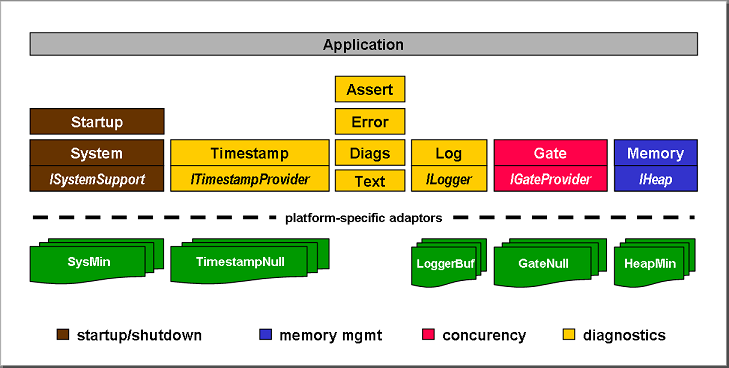 Application
Assert
Startup
Error
System
Timestamp
Diags
Log
Gate
Memory
ISystemSupport
ITimestampProvider
Text
ILogger
IGateProvider
IHeap
platform-specific adaptors
SysMin
TimestampNull
LoggerBuf
GateNull
HeapMin
startup/shutdown
memory mgmt
concurency
diagnostics